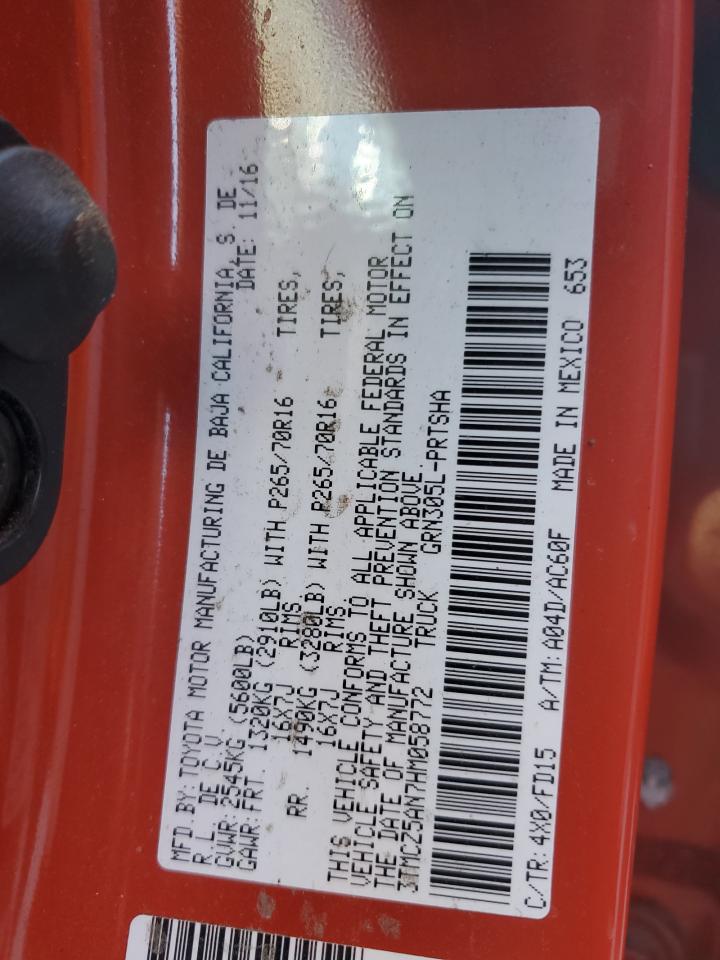 MFD BY:TOYOTA MOTOR MANUFACTURING DE BAJA CALIFORNIA,S. DE
R.L. DE C.V. DATE: 11/16
GVWR:2545KG (5600LB)
GAWR:FRT. 1320KG (2910LB) WITH P265/70R16 TIRES,
16X7J RIMS
RR. 1490KG (3280LB) WITH P265/70R16, TIRES,
16X7J RIMS.
THIS VEHICLE CONFORMS TO ALL APPLICABLE FEDERAL MOTOR
VEHICLE SAFETY AND THEFT PREVENTION STANDARDS IN EFFECT ON
THE DATE OF MANUFACTURE SHOWN ABOVE
3TMCZ5AN7HM058772 TRUCK GRN305L-PRTSHA
C/TR:4X0/FD15 A/TM:A04D/AC60F MADE IN MEXICO 653